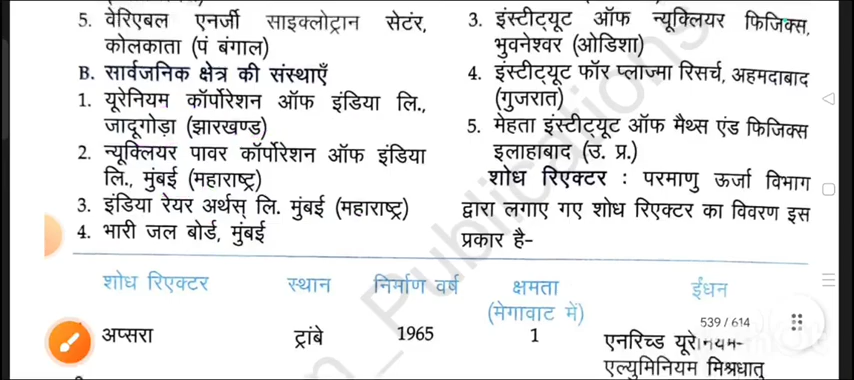 5. वेरिएबल एनर्जी साइक्लोट्रान सेटंर,
कोलकाता (पं बंगाल)
B. सार्वजनिक क्षेत्र की संस्थाएँ
1. यूरेनियम कॉर्पोरेशन ऑफ इंडिया लि.,
जादूगोड़ा (झारखण्ड)
2. न्यूक्लियर पावर कॉर्पोरेशन ऑफ इंडिया
लि., मुंबई (महाराष्ट्र)
3. इंडिया रेयर अर्थस् लि. मुंबई (महाराष्ट्र)
4. भारी जल बोर्ड, मुंबई
3. इंस्टीट्यूट ऑफ न्यूक्लियर फिजिक्स,
भुवनेश्वर (ओडिशा)
4. इंस्टीट्यूट फॉर प्लाज्मा रिसर्च, अहमदाबाद
(गुजरात)
5. मेहता इंस्टीट्यूट ऑफ मैथ्स एंड फिजिक्स
इलाहाबाद (उ. प्र.)
शोध रिएक्टर : परमाणु ऊर्जा विभाग
द्वारा लगाए गए शोध रिएक्टर का विवरण इस
प्रकार है-
शोध रिएक्टर स्थान निर्माण वर्ष क्षमता ईंधन
(मेगावाट में)
539 / 614
अप्सरा ट्रांबे 1965 1 एनरिच्ड यूरेनियम-
एल्युमिनियम मिश्रधातु
Publications